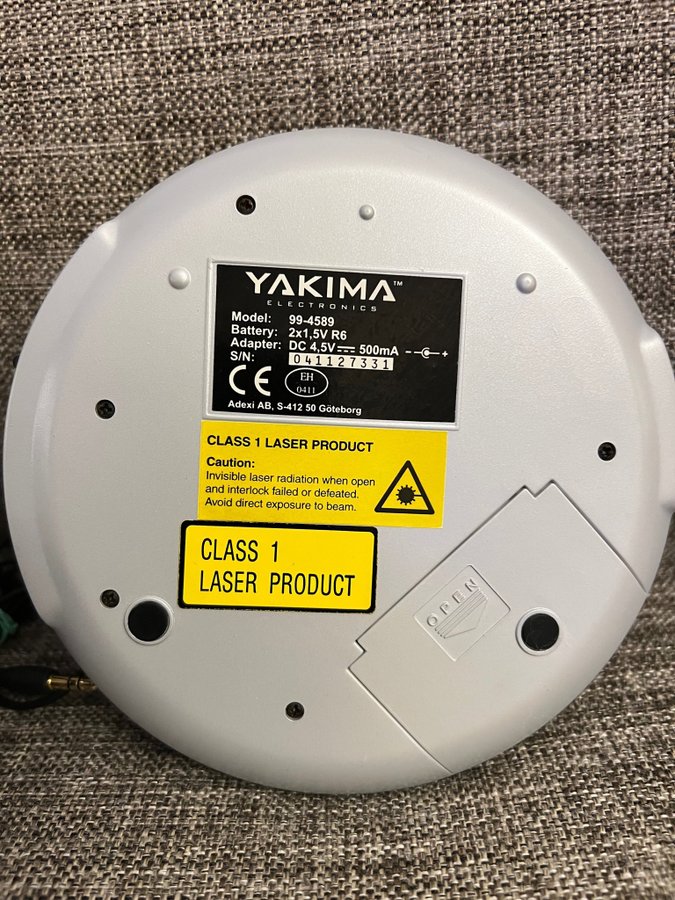 YAKIMA™
ELECTRONICS
Model: 99-4589
Battery: 2x1,5V R6
Adapter: DC 4,5V 500mA - +
S/N: 041127331
CE EH
0411
Adexi AB, S-412 50 Göteborg
CLASS 1 LASER PRODUCT
Caution:
Invisible laser radiation when open
and interlock failed or defeated.
Avoid direct exposure to beam.
CLASS 1
LASER PRODUCT
OPEN